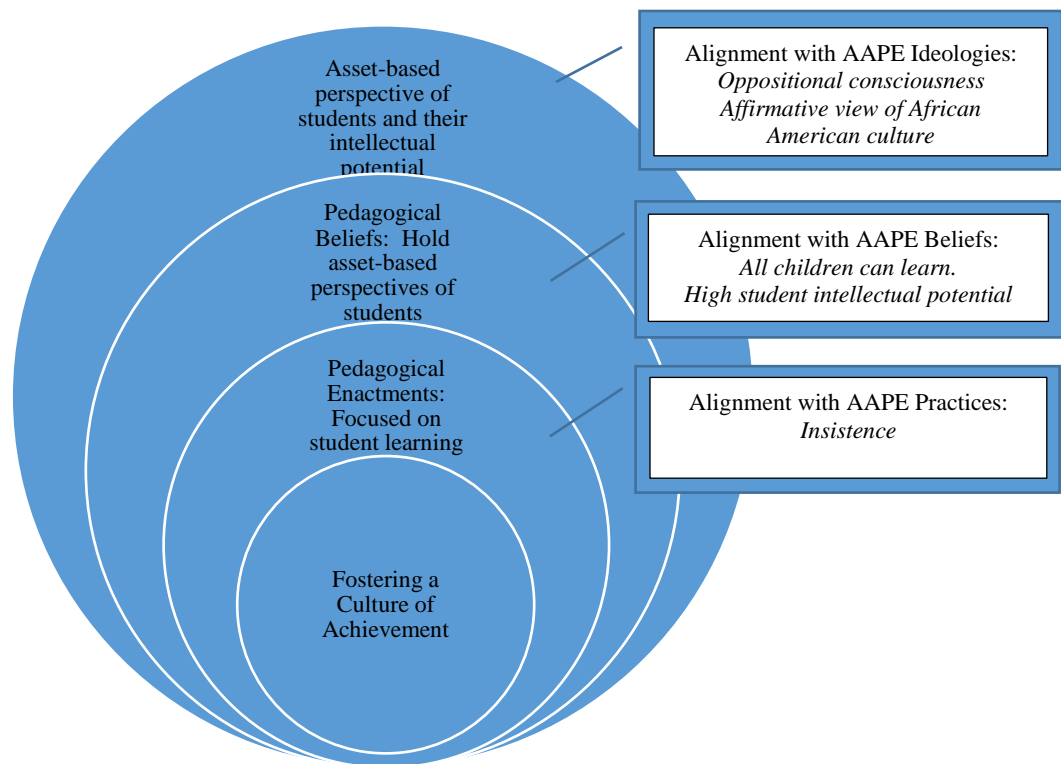 Asset-based
perspective of
students and their
intellectual
potential
Alignment with AAPE Ideologies:
Oppositional consciousness
Affirmative view of African
American culture
Pedagogical
Beliefs: Hold
asset-based
perspectives of
students
Alignment with AAPE Beliefs:
All children can learn.
High student intellectual potential
Pedagogical
Enactments:
Focused on
student learning
Alignment with AAPE Practices:
Insistence
Fostering a
Culture of
Achievement